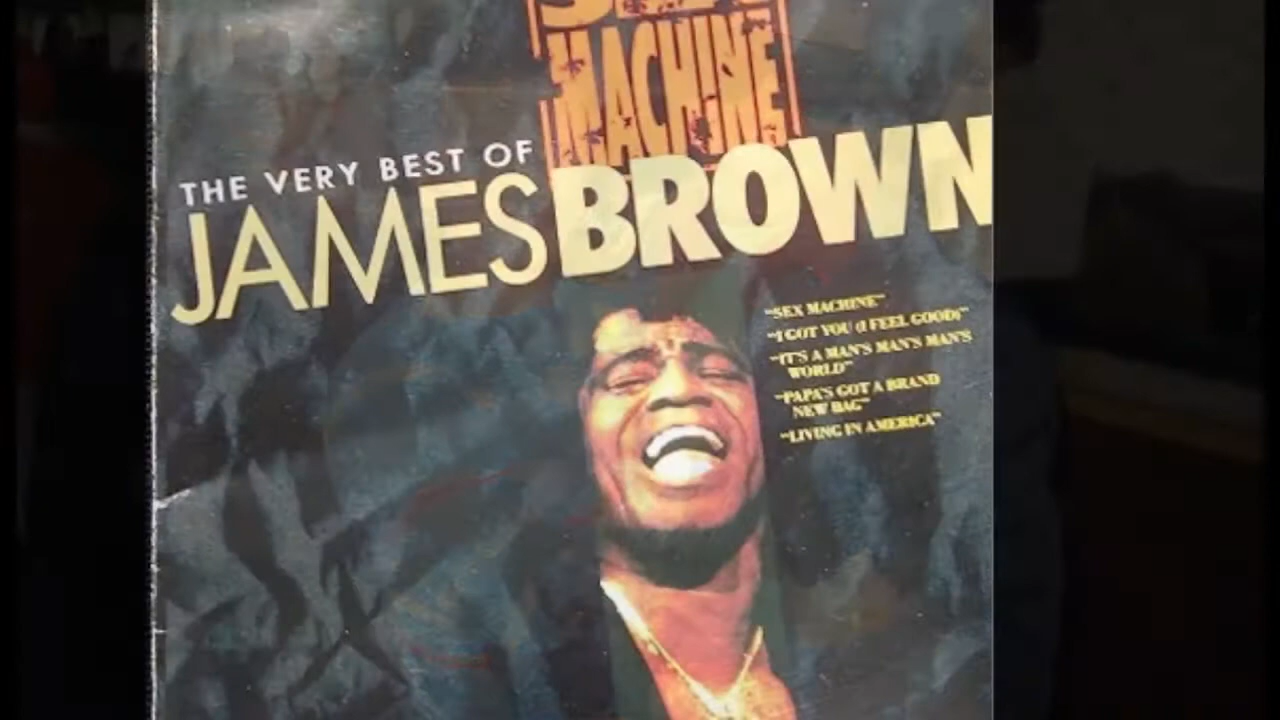 MACHINE
THE VERY BEST OF
JAMES BROWN
"SEX MACHINE"
"I GOT YOU (I FEEL GOOD)"
"IT'S A MAN'S MAN'S MAN'S
WORLD"
"PAPA'S GOT A BRAND
NEW BAG"
"LIVING IN AMERICA"